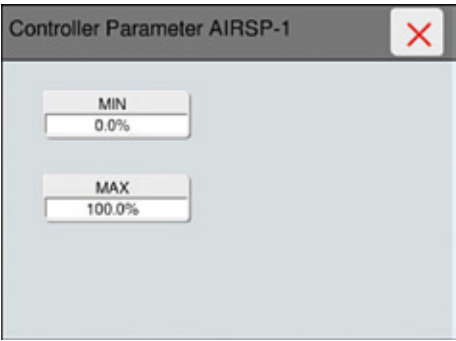 Controller Parameter AIRSP-1
MIN
0.0%
MAX
100.0%